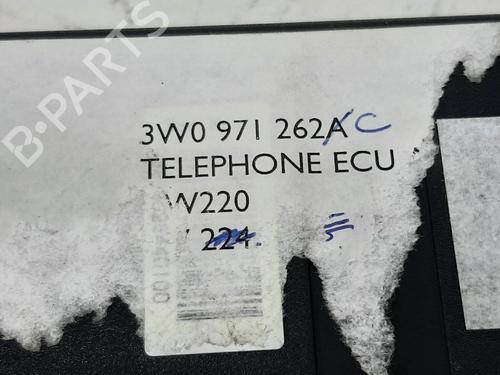 B-PARTS
3W0 971 262A/C
TELEPHONE ECU
W220
224